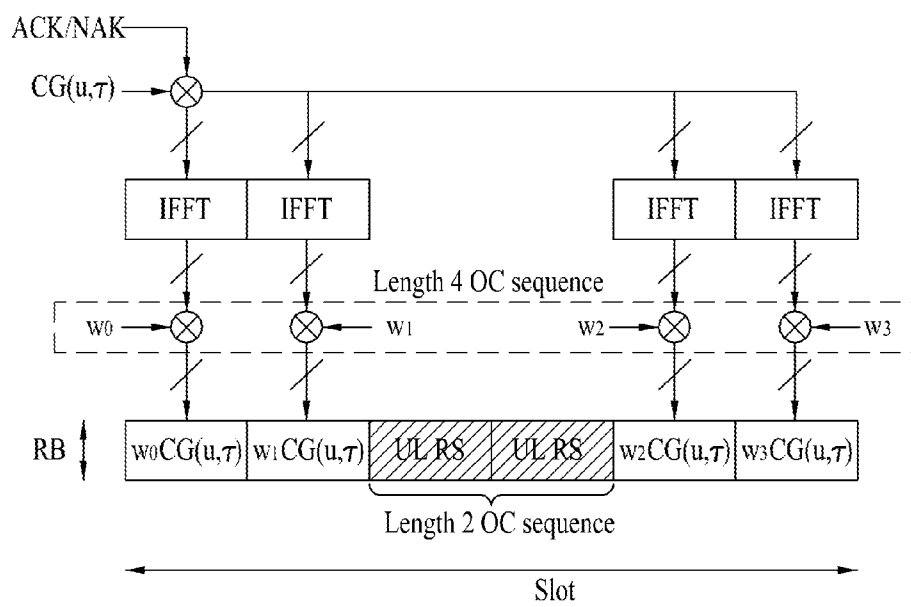 ACK/NAK
CG(u,τ)
IFFT IFFT IFFT IFFT
Length 4 OC sequence
W0 W1 W2 W3
RB
W0CG(u,τ) W1CG(u,τ) UL RS UL RS W2CG(u,τ) W3CG(u,τ)
Length 2 OC sequence
Slot